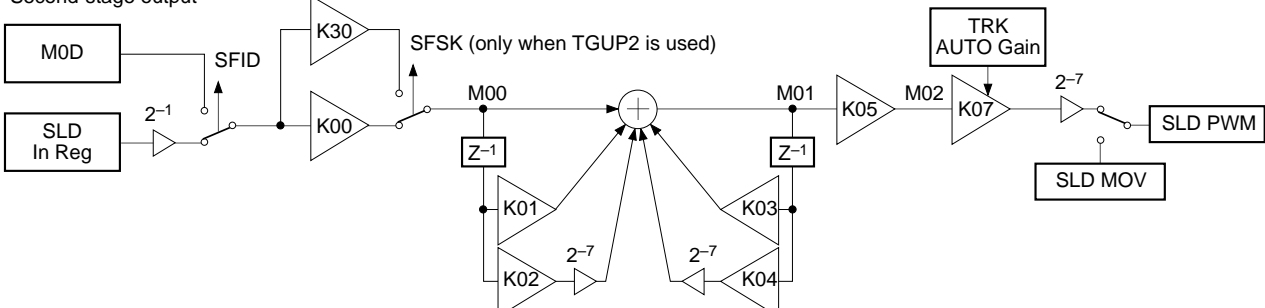 Second-stage output
M0D
SLD
In Reg
2–1
SFID
K30
K00
SFSK (only when TGUP2 is used)
M00
Z–1
K01
K02
2–7
M01
Z–1
K03
K04
2–7
K05
M02
K07
TRK
AUTO Gain
2–7
SLD PWM
SLD MOV